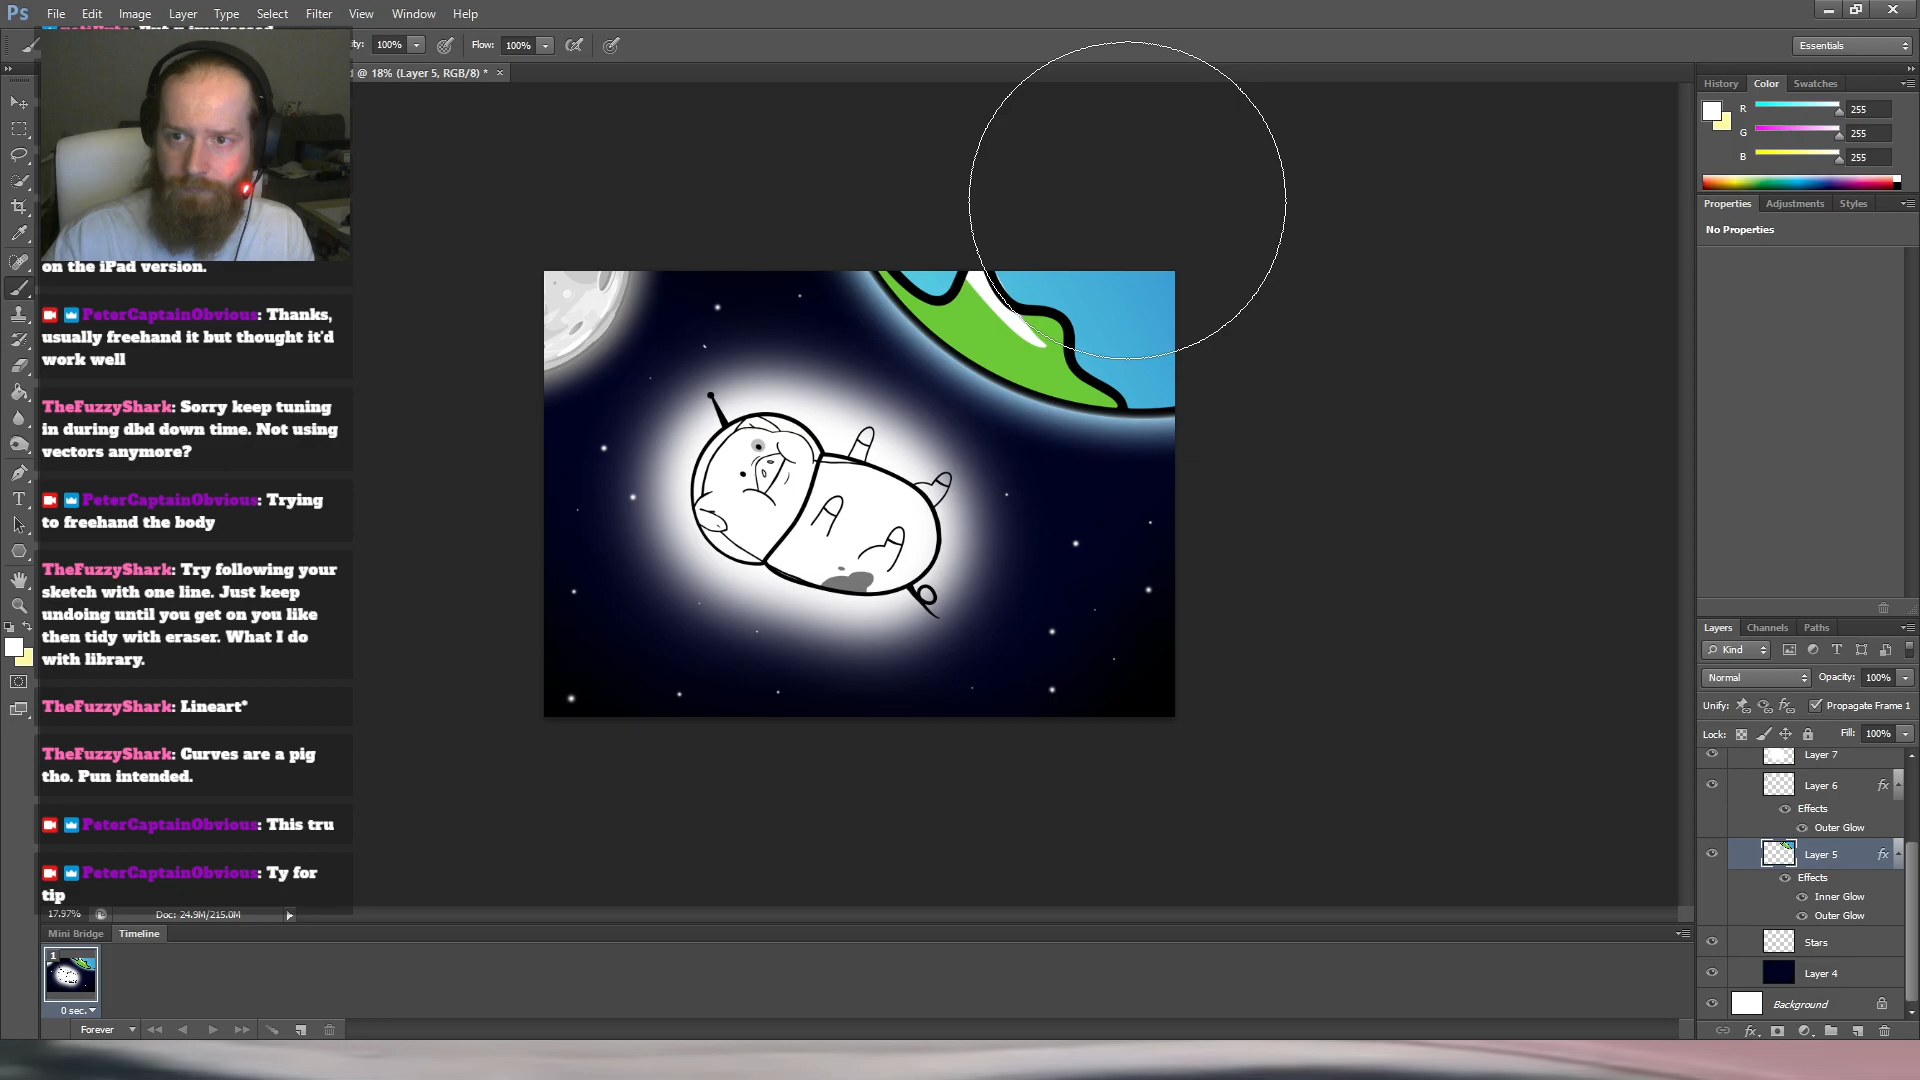 Ps File Edit Image Layer Type Select Filter View Window Help
100% Flow: 100% Essentials
@ 18% (Layer 5, RGB/8) * ×
on the iPad version.
PeterCaptainObvious: Thanks,
usually freehand it but thought it'd
work well
TheFuzzyShark: Sorry keep tuning
in during dbd down time. Not using
vectors anymore?
PeterCaptainObvious: Trying
to freehand the body
TheFuzzyShark: Try following your
sketch with one line. Just keep
undoing until you get on you like
then tidy with eraser. What I do
with library.
TheFuzzyShark: Lineart*
TheFuzzyShark: Curves are a pig
tho. Pun intended.
PeterCaptainObvious: This tru
PeterCaptainObvious: Ty for
tip
17.97% Doc: 24.9M/215.0M
Mini Bridge Timeline
1
0 sec.
Forever
History Color Swatches
R 255
G 255
B 255
Properties Adjustments Styles
No Properties
Layers Channels Paths
Kind
Normal Opacity: 100%
Unify: Propagate Frame 1
Lock: Fill: 100%
Layer 7
Layer 6 fx
Effects
Outer Glow
Layer 5 fx
Effects
Inner Glow
Outer Glow
Stars
Layer 4
Background